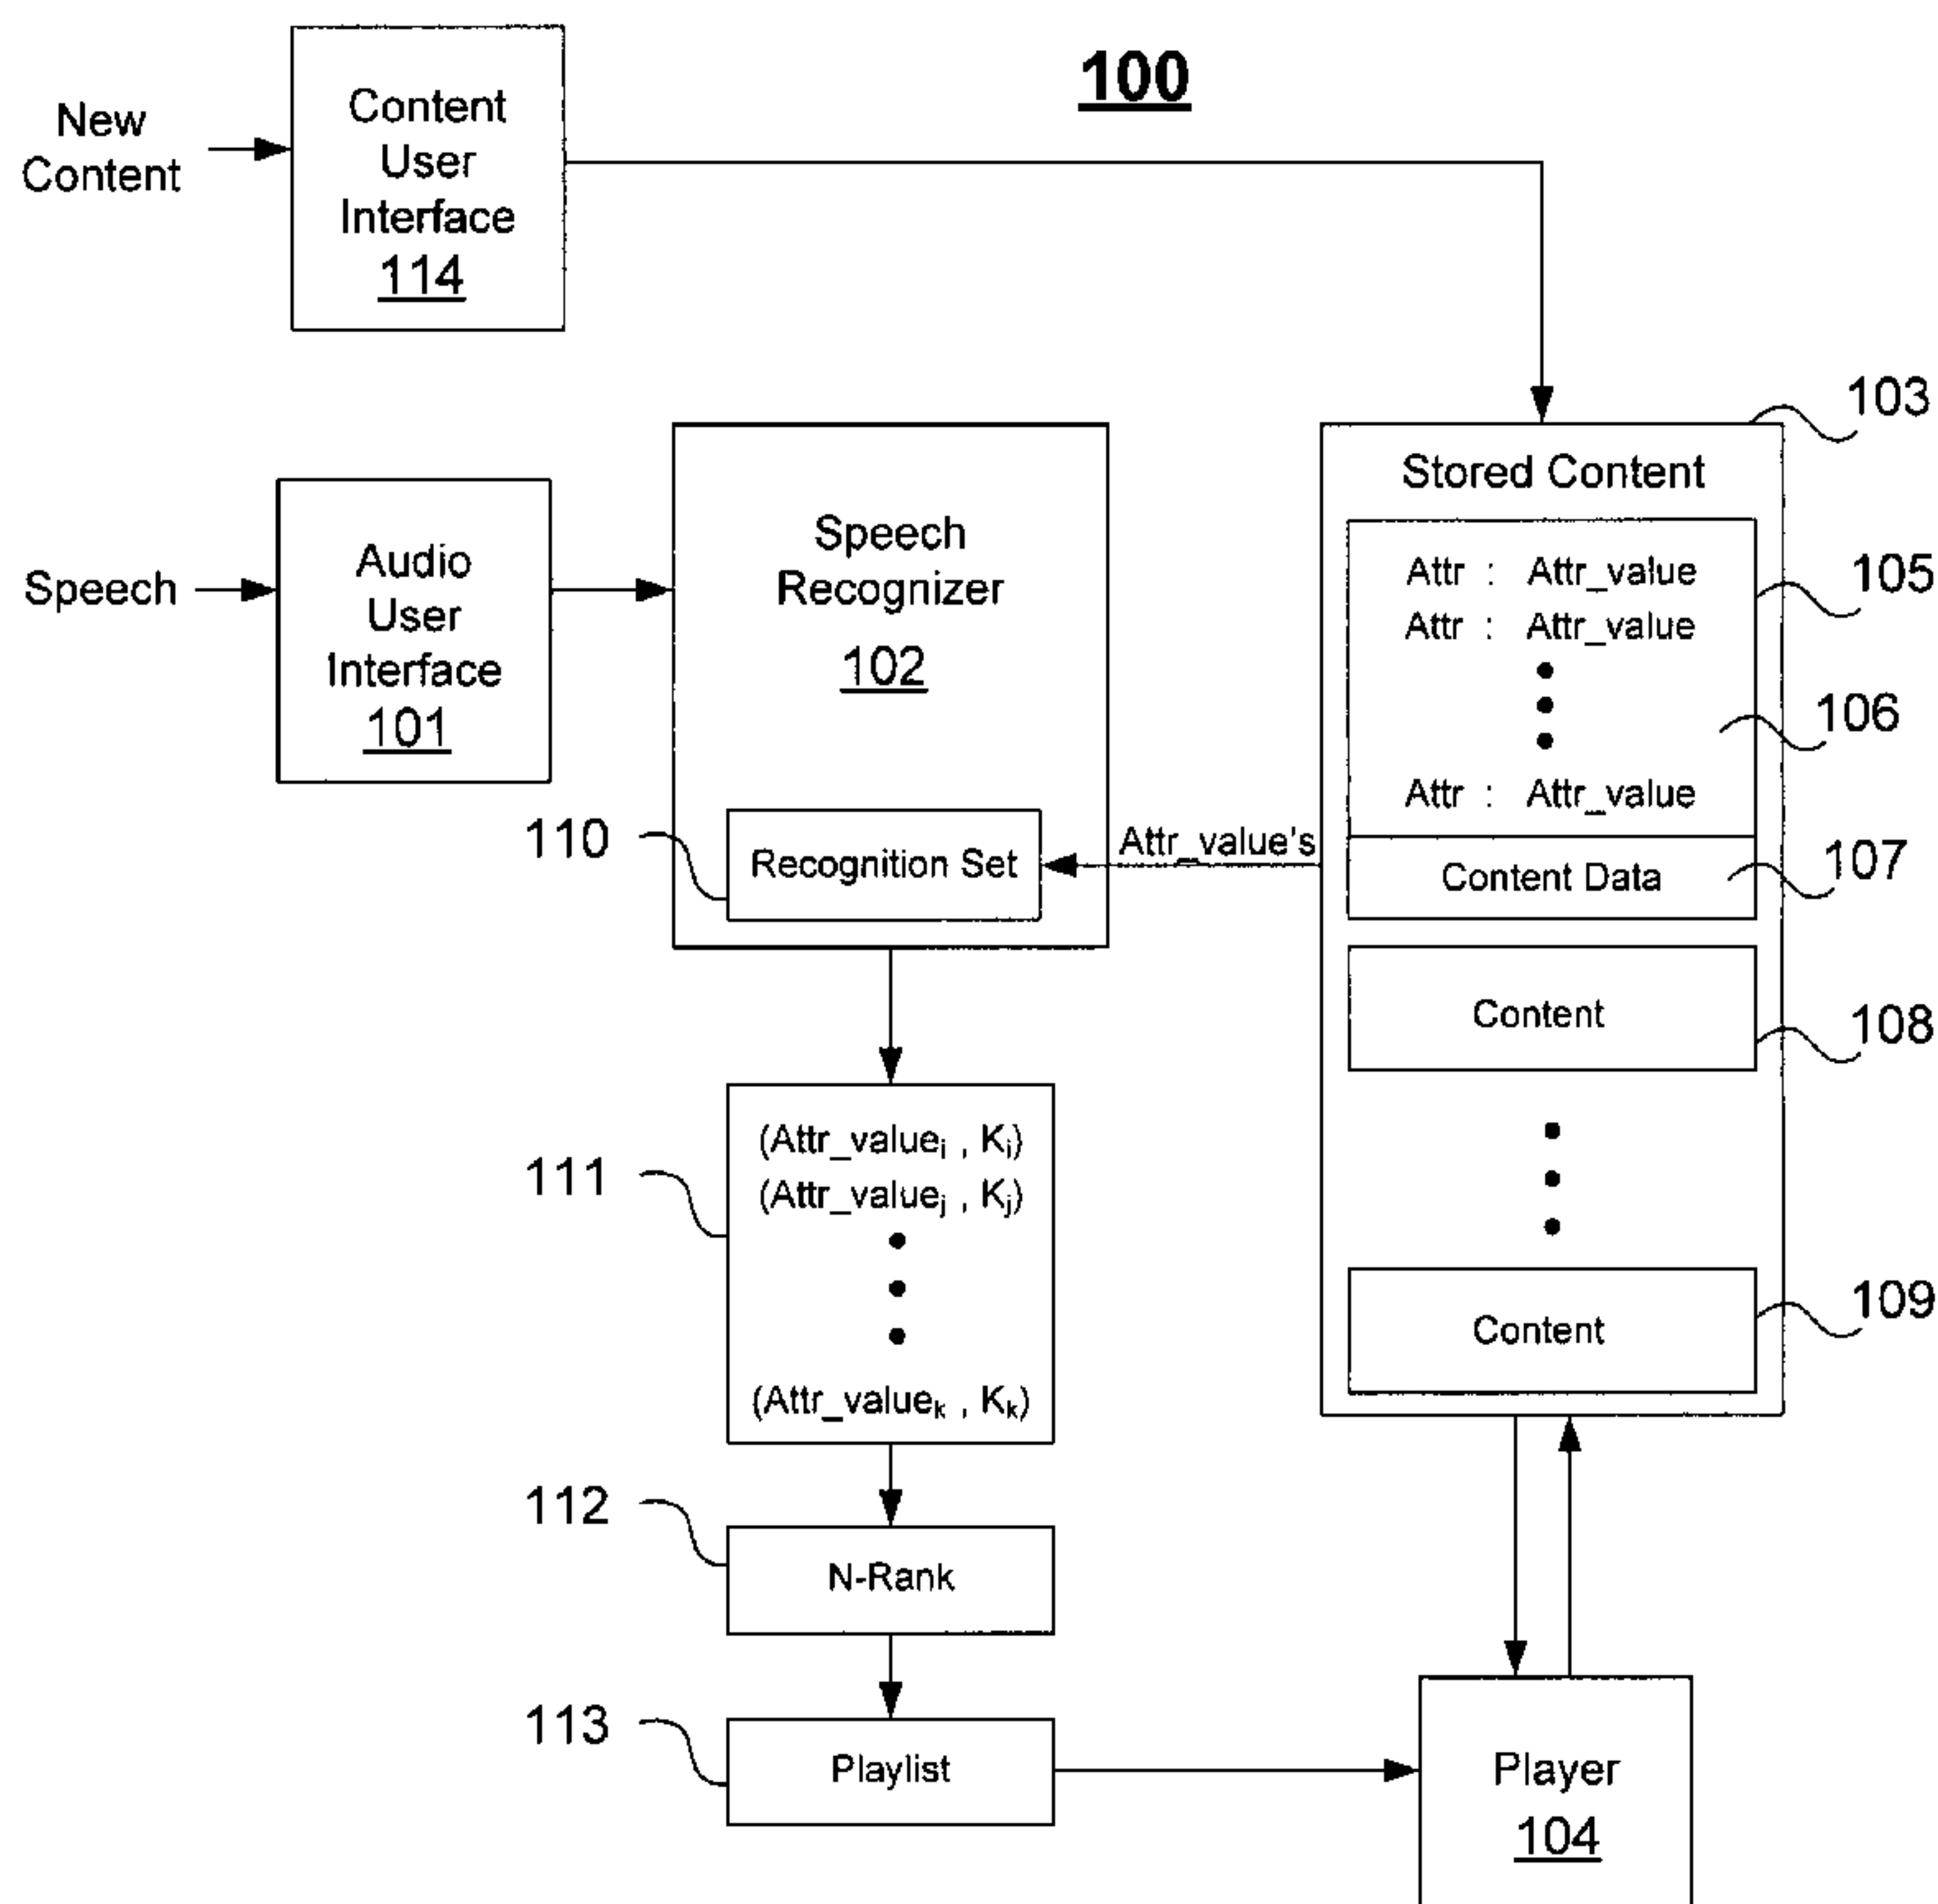 100
New
Content
Content
User
Interface
114
103
Stored Content
Speech
Audio
User
Interface
101
Speech
Recognizer
102
Attr : Attr_value
105
Attr : Attr_value
106
Attr : Attr_value
110
Recognition Set
Attr_value's
Content Data
107
Content
108
111
(Attr_valueᵢ , Kᵢ)
(Attr_valueⱼ , Kⱼ)
(Attr_valueₖ , Kₖ)
Content
109
112
N-Rank
113
Playlist
Player
104